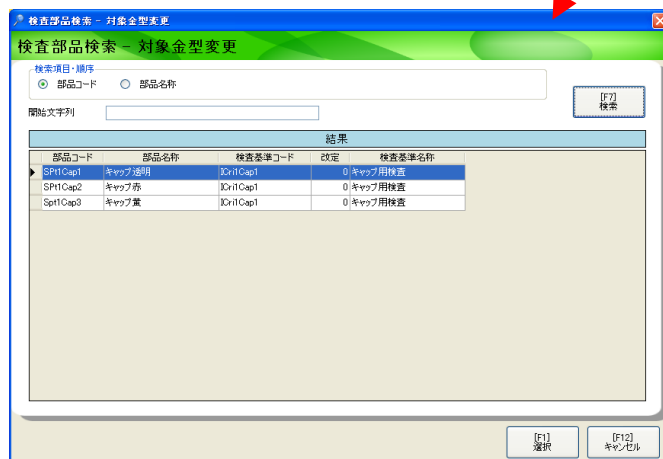 検査部品検索 - 対象金型変更
検査部品検索 - 対象金型変更
検索項目・順序
部品コード 部品名称
[F7]
検索
開始文字列
結果
部品コード 部品名称 検査基準コード 改定 検査基準名称
SPt1Cap1 キャップ透明 ICri1Cap1 0 キャップ用検査
SPt1Cap2 キャップ赤 ICri1Cap1 0 キャップ用検査
Spt1Cap3 キャップ黄 ICri1Cap1 0 キャップ用検査
[F1] [F12]
選択 キャンセル